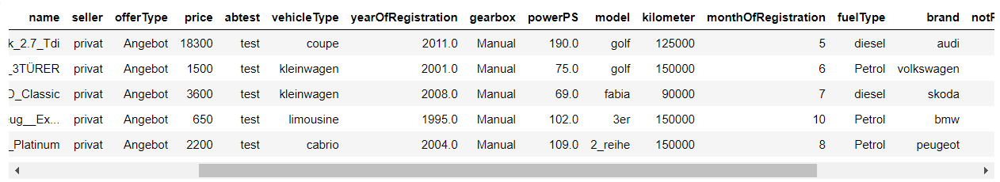 name seller offerType price abtest vehicleType yearOfRegistration gearbox powerPS model kilometer monthOfRegistration fuelType brand
k_2.7_Tdi privat Angebot 18300 test coupe 2011.0 Manual 190.0 golf 125000 5 diesel audi
_3TÜRER privat Angebot 1500 test kleinwagen 2001.0 Manual 75.0 golf 150000 6 Petrol volkswagen
_Classic privat Angebot 3600 test kleinwagen 2008.0 Manual 69.0 fabia 90000 7 diesel skoda
eug__Ex... privat Angebot 650 test limousine 1995.0 Manual 102.0 3er 150000 10 Petrol bmw
_Platinum privat Angebot 2200 test cabrio 2004.0 Manual 109.0 2_reihe 150000 8 Petrol peugeot